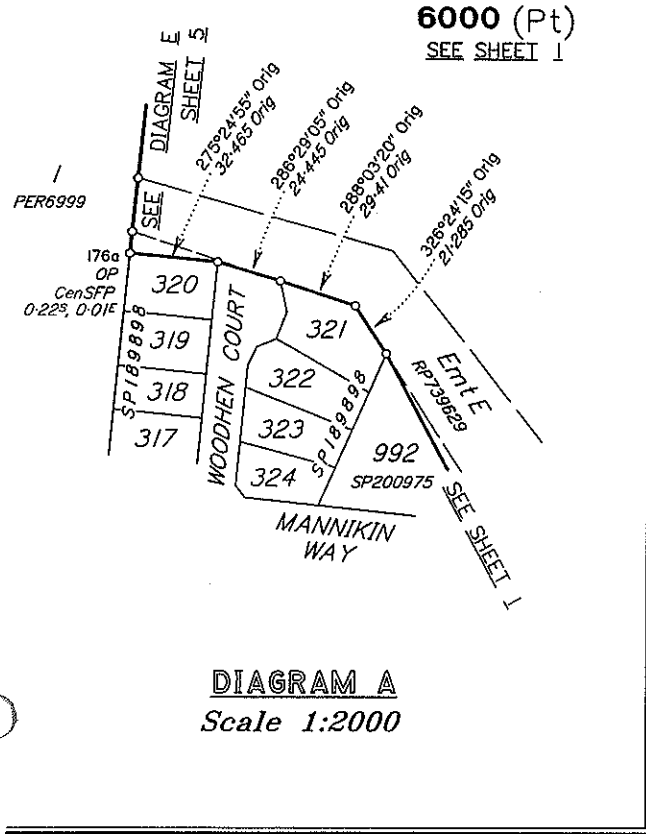 6000 (Pt)
SEE SHEET 1
DIAGRAM E
SHEET 5
SEE
275°24'55" Orig
32·465 Orig
286°29'05" Orig
24·445 Orig
288°03'20" Orig
29·41 Orig
326°24'15" Orig
21·285 Orig
1
PER6999
176a
OP
CenSFP
0·22ˢ, 0·01ᴱ
320
319
318
317
SP189898
WOODHEN COURT
321
322
323
324
SP189898
992
SP200975
Emt E
RP739629
SEE SHEET 1
MANNIKIN
WAY
DIAGRAM A
Scale 1:2000